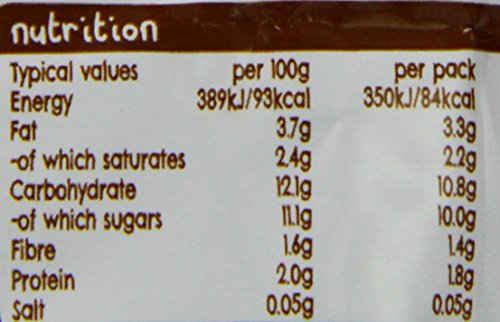 nutrition
Typical values per 100g per pack
Energy 389kJ/93kcal 350kJ/84kcal
Fat 3.7g 3.3g
-of which saturates 2.4g 2.2g
Carbohydrate 12.1g 10.8g
-of which sugars 11.1g 10.0g
Fibre 1.6g 1.4g
Protein 2.0g 1.8g
Salt 0.05g 0.05g